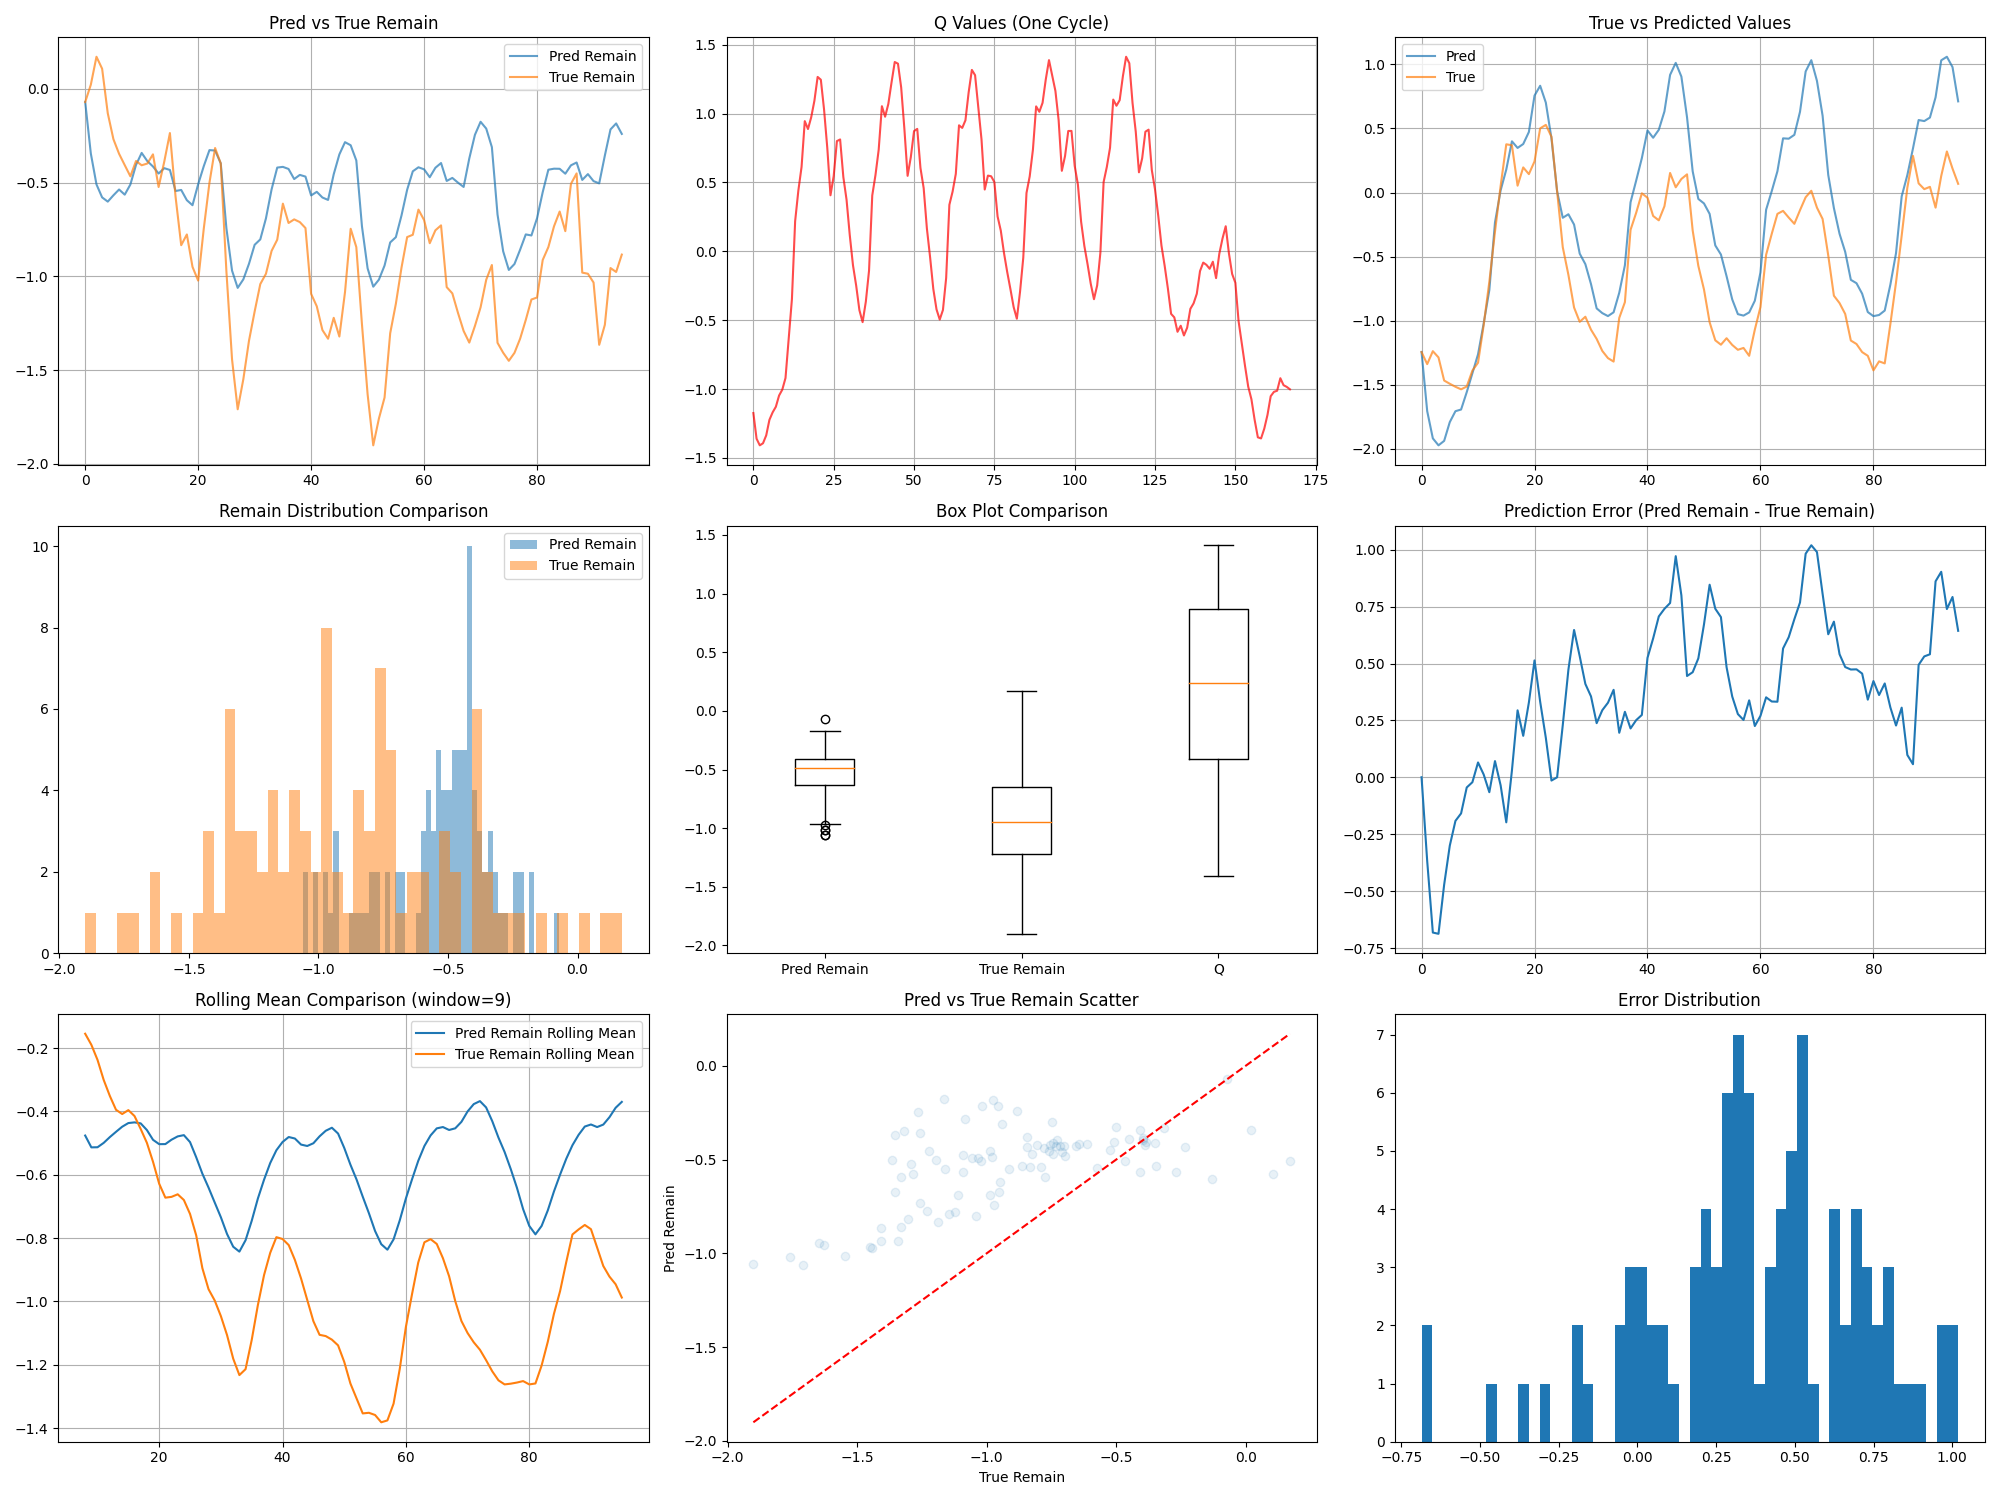 Pred vs True Remain
Pred Remain
True Remain
0.0
−0.5
−1.0
−1.5
−2.0
0 20 40 60 80
Q Values (One Cycle)
1.5
1.0
0.5
0.0
−0.5
−1.0
−1.5
0 25 50 75 100 125 150 175
True vs Predicted Values
Pred
True
1.0
0.5
0.0
−0.5
−1.0
−1.5
−2.0
0 20 40 60 80
Remain Distribution Comparison
Pred Remain
True Remain
10
8
6
4
2
0
−2.0 −1.5 −1.0 −0.5 0.0
Box Plot Comparison
1.5
1.0
0.5
0.0
−0.5
−1.0
−1.5
−2.0
Pred Remain True Remain Q
Prediction Error (Pred Remain - True Remain)
1.00
0.75
0.50
0.25
0.00
−0.25
−0.50
−0.75
0 20 40 60 80
Rolling Mean Comparison (window=9)
Pred Remain Rolling Mean
True Remain Rolling Mean
−0.2
−0.4
−0.6
−0.8
−1.0
−1.2
−1.4
20 40 60 80
Pred vs True Remain Scatter
Pred Remain
0.0
−0.5
−1.0
−1.5
−2.0
−2.0 −1.5 −1.0 −0.5 0.0
True Remain
Error Distribution
7
6
5
4
3
2
1
0
−0.75 −0.50 −0.25 0.00 0.25 0.50 0.75 1.00